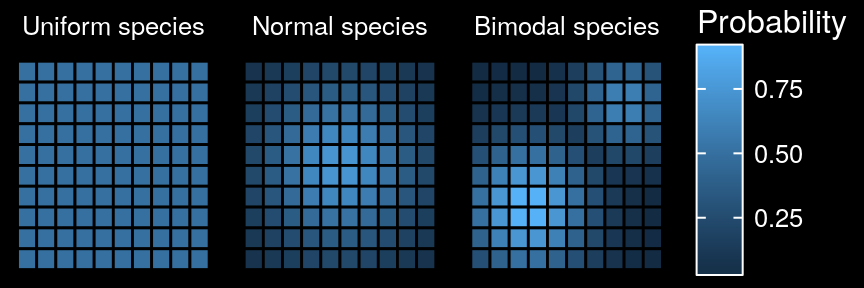 Uniform species
Normal species
Bimodal species
Probability
0.75
0.50
0.25